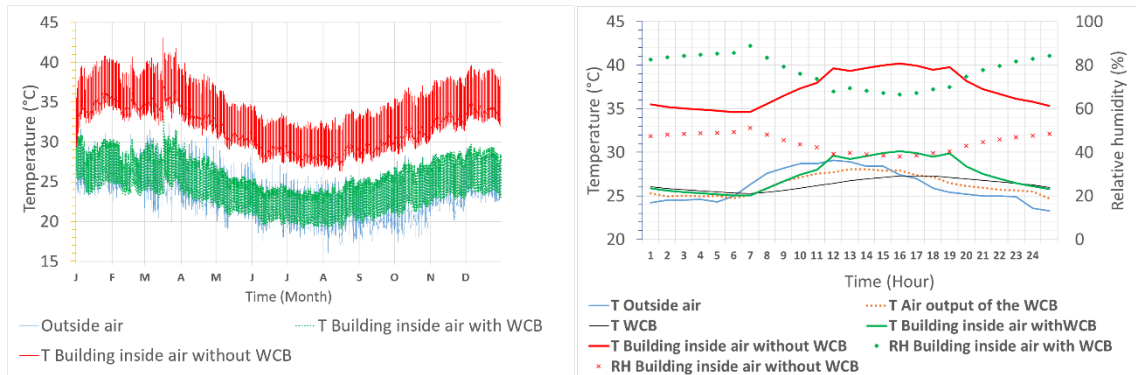 45
40
35
30
25
20
15
Temperature (°C)
J F M A M J J A S O N D
Time (Month)
Outside air
T Building inside air with WCB
T Building inside air without WCB
45
40
35
30
25
20
Temperature (°C)
100
80
60
40
20
0
Relative humidity (%)
1 2 3 4 5 6 7 8 9 10 11 12 13 14 15 16 17 18 19 20 21 22 23 24
Time (Hour)
T Outside air
T Air output of the WCB
T WCB
T Building inside air withWCB
T Building inside air without WCB
RH Building inside air with WCB
RH Building inside air without WCB